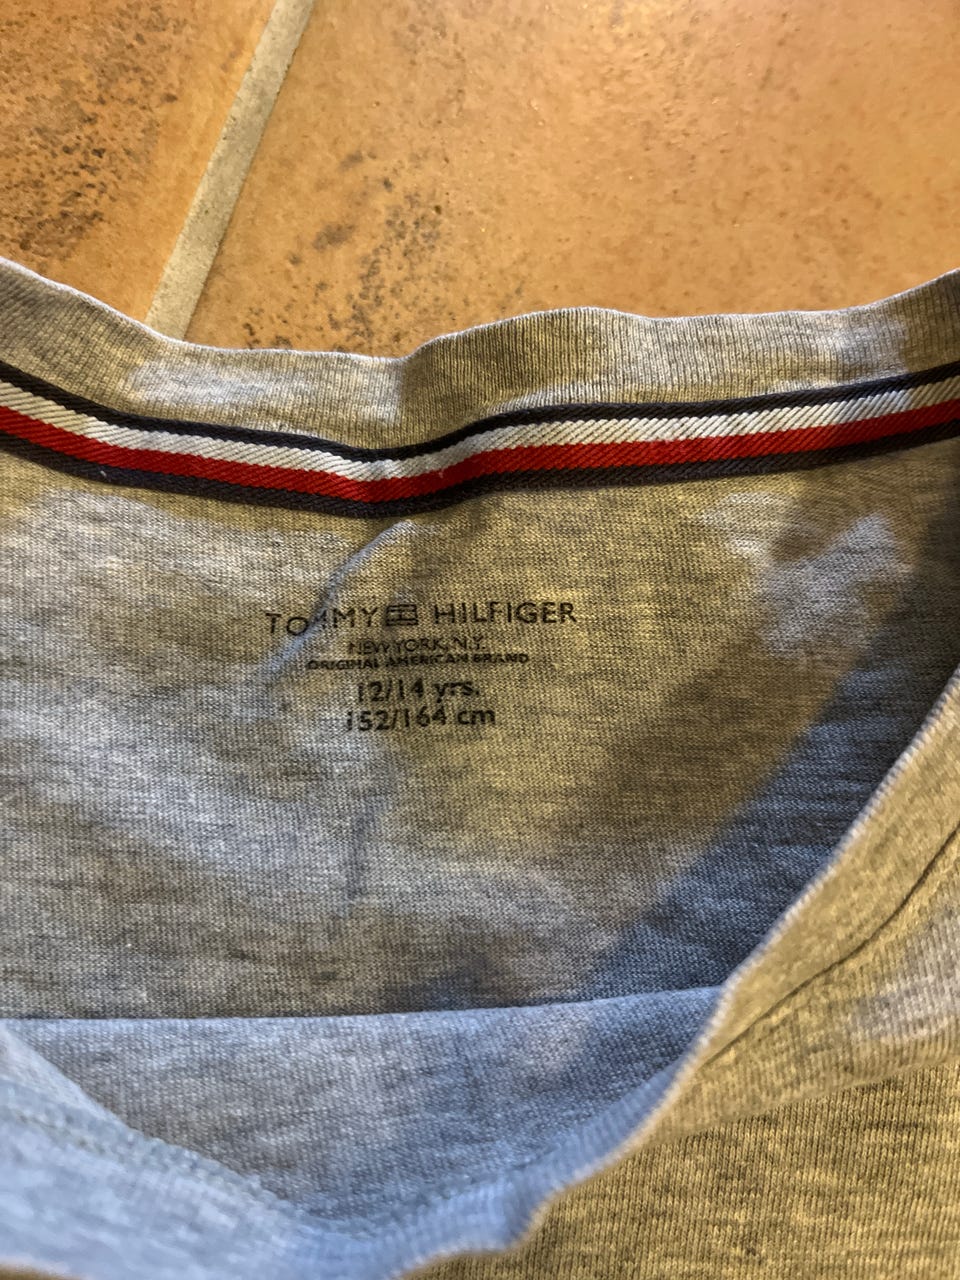 TOMMY HILFIGER
NEW YORK, N.Y.
ORIGINAL AMERICAN BRAND
12/14 yrs.
152/164 cm